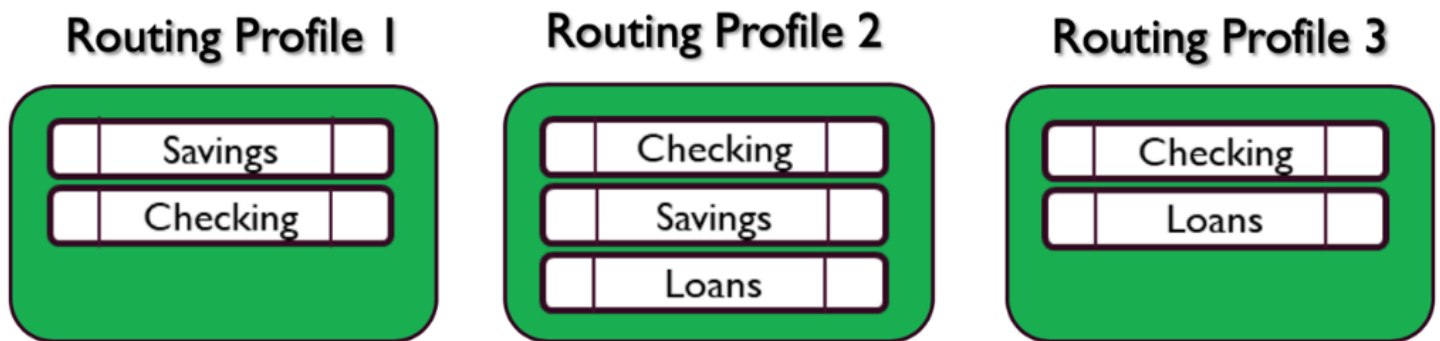 Routing Profile 1
Savings
Checking
Routing Profile 2
Checking
Savings
Loans
Routing Profile 3
Checking
Loans